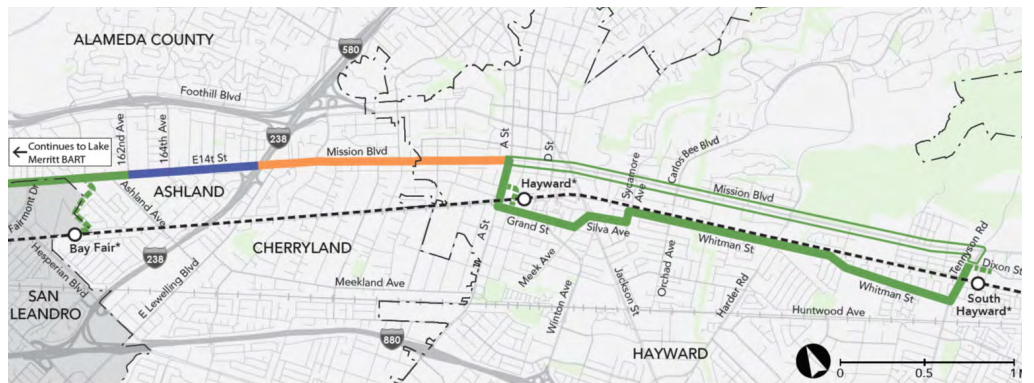 ALAMEDA COUNTY
580
Foothill Blvd
238
← Continues to Lake
Merritt BART
162nd Ave
164th Ave
E14t St
Mission Blvd
A St
D St
Sycamore
Ave
Carlos Bee Blvd
Mission Blvd
ASHLAND
Ashland Ave
Fairmont Dr
Hayward*
Bay Fair*
Hesperian Blvd
238
E Lewelling Blvd
CHERRYLAND
A St
Grand St
Silva Ave
Whitman St
Tennyson Rd
Dixon St
Meek Ave
Winton Ave
Jackson St
Orchad Ave
Harder Rd
Whitman St
South
Hayward*
SAN
LEANDRO
Meekland Ave
Huntwood Ave
880
HAYWARD
0
0.5
1